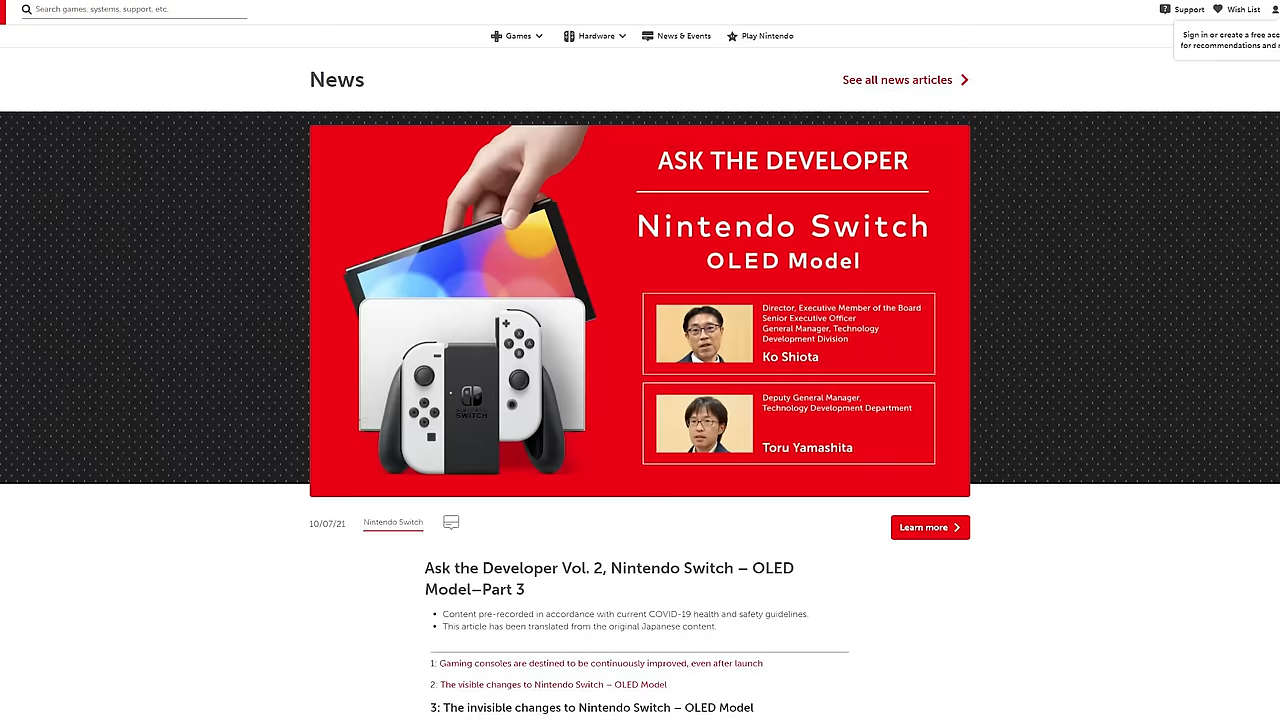 Search games, systems, support, etc.
Support
Wish List
Sign in or create a free acc
for recommendations and
Games
Hardware
News & Events
Play Nintendo
News
See all news articles
ASK THE DEVELOPER
Nintendo Switch
OLED Model
Director, Executive Member of the Board
Senior Executive Officer
General Manager, Technology
Development Division
Ko Shiota
Deputy General Manager,
Technology Development Department
Toru Yamashita
SWITCH
10/07/21
Nintendo Switch
Learn more
Ask the Developer Vol. 2, Nintendo Switch – OLED
Model–Part 3
• Content pre-recorded in accordance with current COVID-19 health and safety guidelines.
• This article has been translated from the original Japanese content.
1: Gaming consoles are destined to be continuously improved, even after launch
2: The visible changes to Nintendo Switch – OLED Model
3: The invisible changes to Nintendo Switch – OLED Model